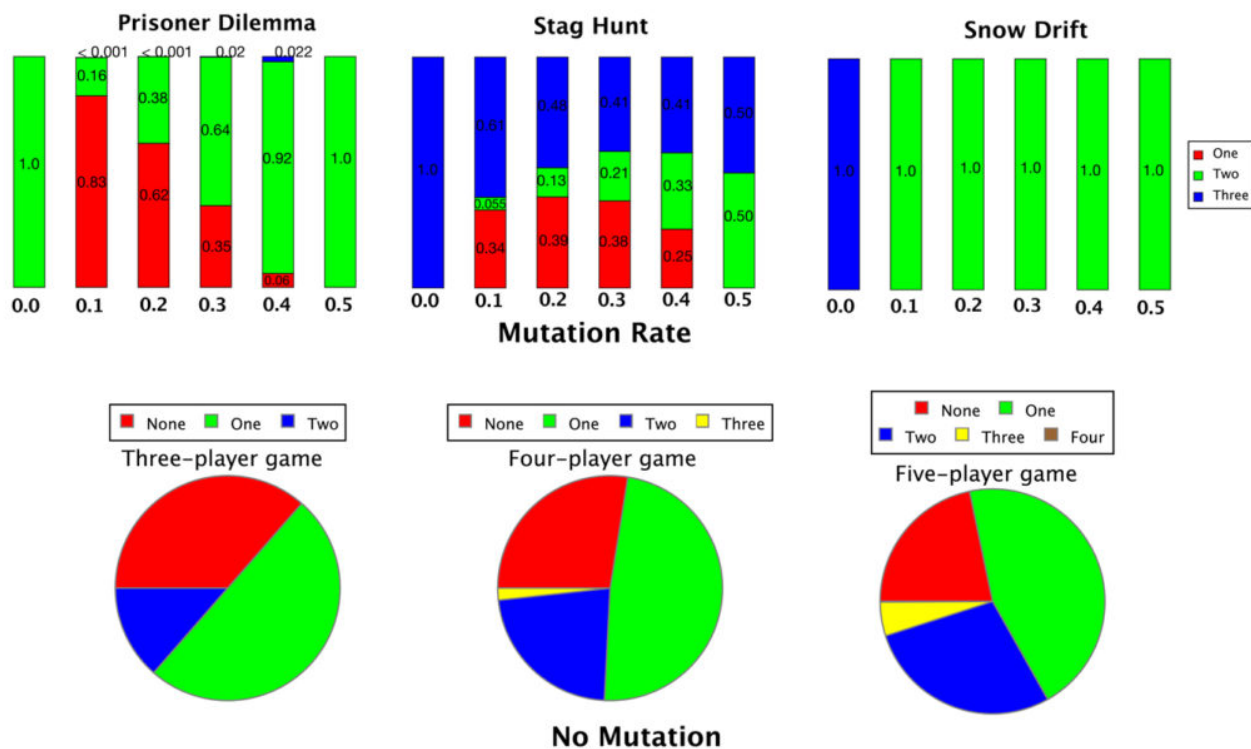 Prisoner Dilemma
Stag Hunt
Snow Drift
< 0.001 < 0.001 0.02 0.022
1.0
0.16
0.83
0.38
0.62
0.64
0.35
0.92
0.06
1.0
0.0 0.1 0.2 0.3 0.4 0.5
1.0
0.61
0.055
0.34
0.48
0.13
0.39
0.41
0.21
0.38
0.41
0.33
0.25
0.50
0.50
0.0 0.1 0.2 0.3 0.4 0.5
1.0 1.0 1.0 1.0 1.0 1.0
0.0 0.1 0.2 0.3 0.4 0.5
One
Two
Three
Mutation Rate
None One Two
Three-player game
None One Two Three
Four-player game
None One
Two Three Four
Five-player game
No Mutation